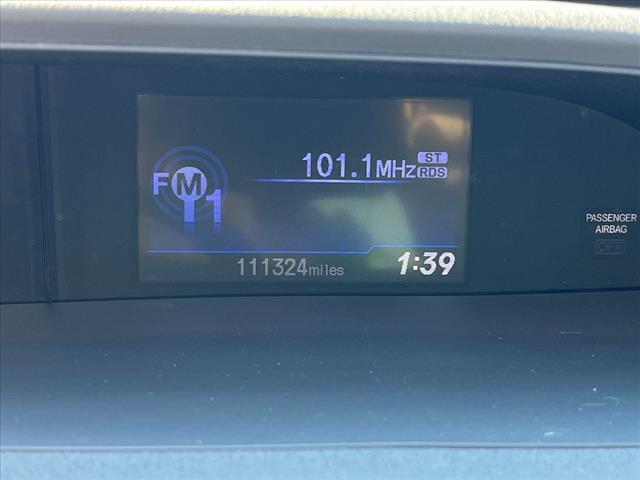 FM1
101.1MHz
ST
RDS
111324miles
1:39
PASSENGER
AIRBAG
OFF